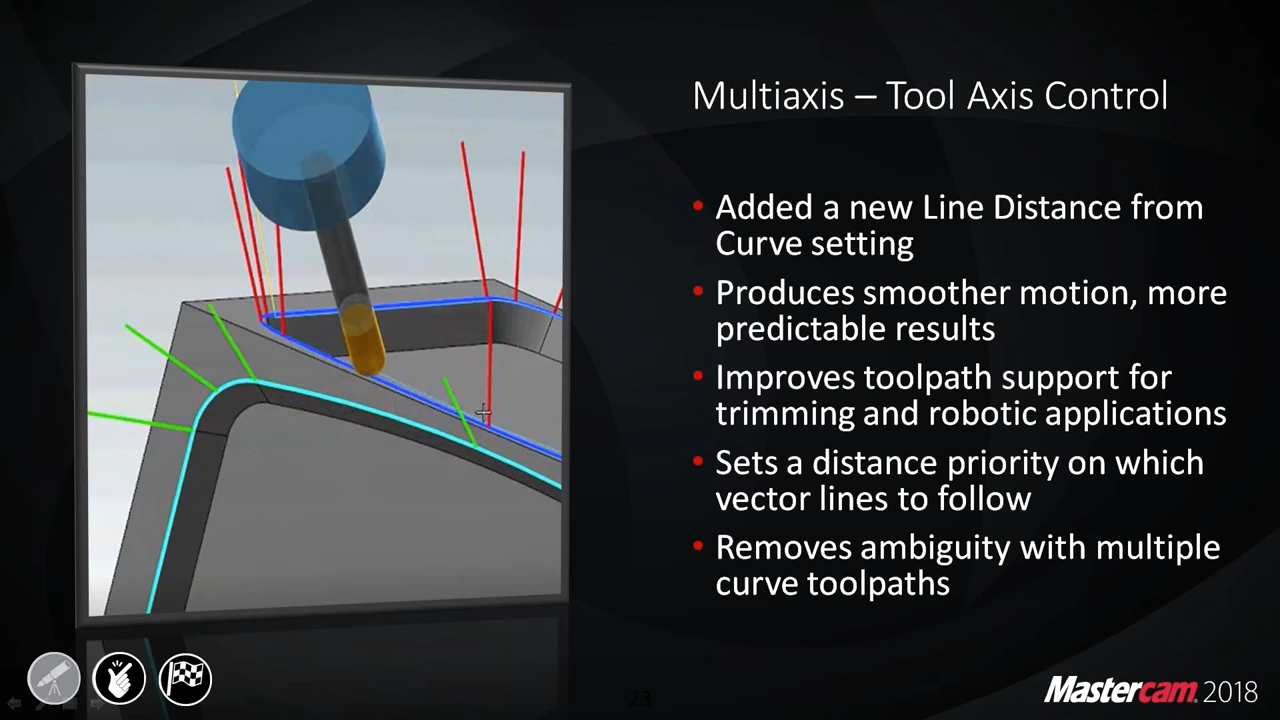 Multiaxis – Tool Axis Control
• Added a new Line Distance from
Curve setting
• Produces smoother motion, more
predictable results
• Improves toolpath support for
trimming and robotic applications
• Sets a distance priority on which
vector lines to follow
• Removes ambiguity with multiple
curve toolpaths
23
Mastercam. 2018